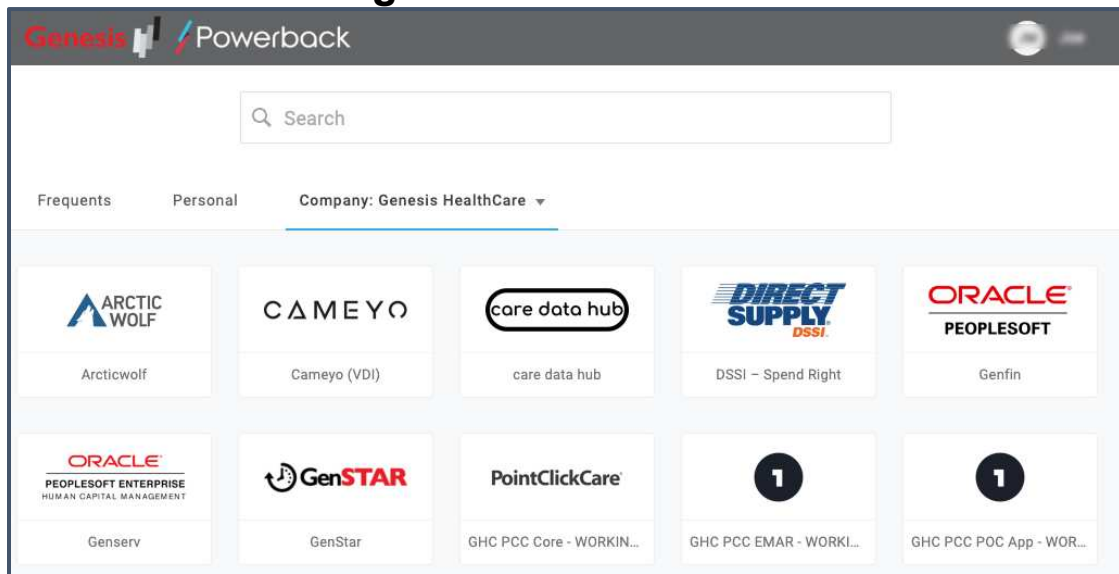 Genesis Powerback
Search
Frequents Personal Company: Genesis HealthCare
ARCTIC
WOLF
CAMEYO
care data hub
DIRECT
SUPPLY
DSSI
ORACLE
PEOPLESOFT
Arcticwolf Cameyo (VDI) care data hub DSSI – Spend Right Genfin
ORACLE
PEOPLESOFT ENTERPRISE
HUMAN CAPITAL MANAGEMENT
GenSTAR
PointClickCare
1
1
Genserv GenStar GHC PCC Core - WORKIN... GHC PCC EMAR - WORKI... GHC PCC POC App - WOR...